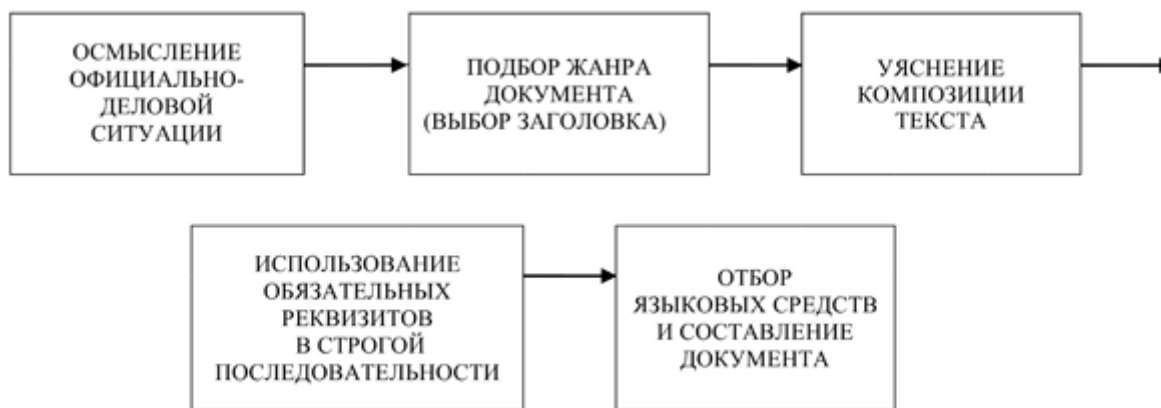 ОСМЫСЛЕНИЕ
ОФИЦИАЛЬНО-
ДЕЛОВОЙ
СИТУАЦИИ
ПОДБОР ЖАНРА
ДОКУМЕНТА
(ВЫБОР ЗАГОЛОВКА)
УЯСНЕНИЕ
КОМПОЗИЦИИ
ТЕКСТА
ИСПОЛЬЗОВАНИЕ
ОБЯЗАТЕЛЬНЫХ
РЕКВИЗИТОВ
В СТРОГОЙ
ПОСЛЕДОВАТЕЛЬНОСТИ
ОТБОР
ЯЗЫКОВЫХ СРЕДСТВ
И СОСТАВЛЕНИЕ
ДОКУМЕНТА